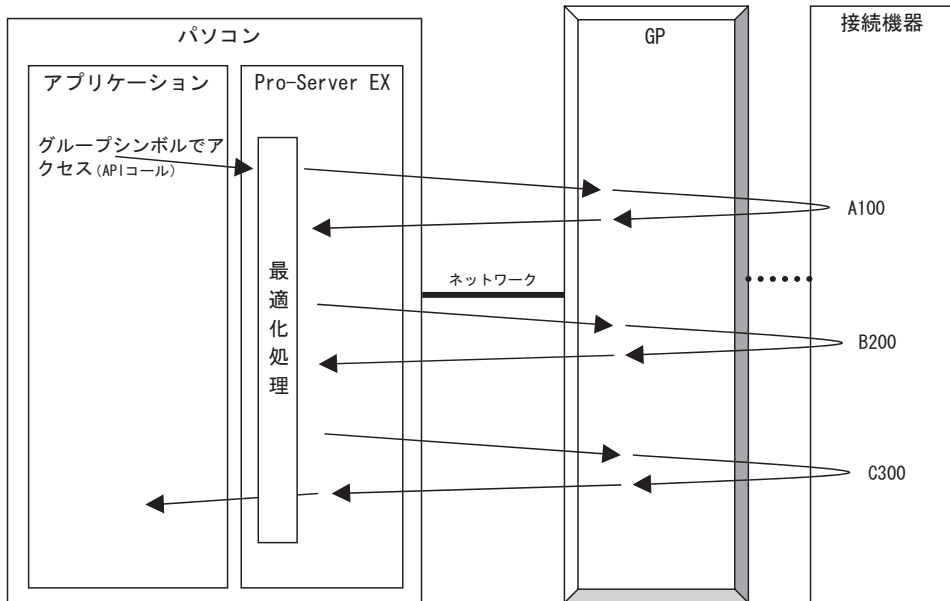 パソコン
GP
接続機器
アプリケーション
Pro-Server EX
グループシンボルでア
クセス(APIコール)
A100
最適化処理
ネットワーク
B200
C300